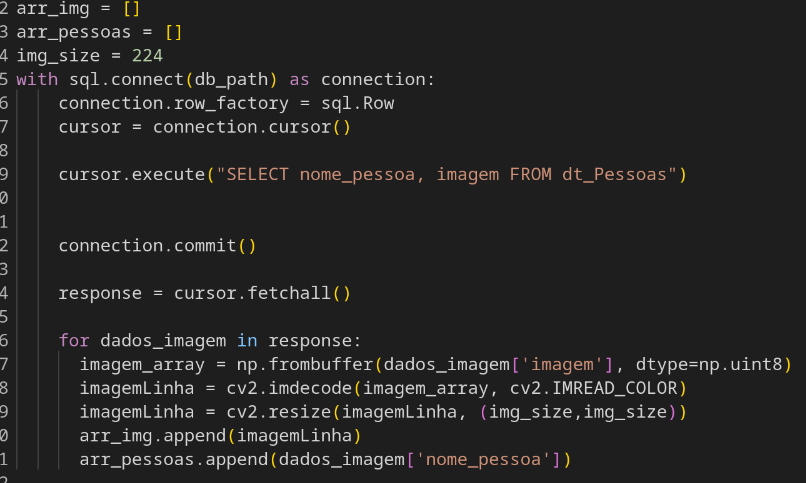 2 arr_img = []
3 arr_pessoas = []
4 img_size = 224
5 with sql.connect(db_path) as connection:
6     connection.row_factory = sql.Row
7     cursor = connection.cursor()
8
9     cursor.execute("SELECT nome_pessoa, imagem FROM dt_Pessoas")
0
1
2     connection.commit()
3
4     response = cursor.fetchall()
5
6     for dados_imagem in response:
7       imagem_array = np.frombuffer(dados_imagem['imagem'], dtype=np.uint8)
8       imagemLinha = cv2.imdecode(imagem_array, cv2.IMREAD_COLOR)
9       imagemLinha = cv2.resize(imagemLinha, (img_size,img_size))
0       arr_img.append(imagemLinha)
1       arr_pessoas.append(dados_imagem['nome_pessoa'])
2